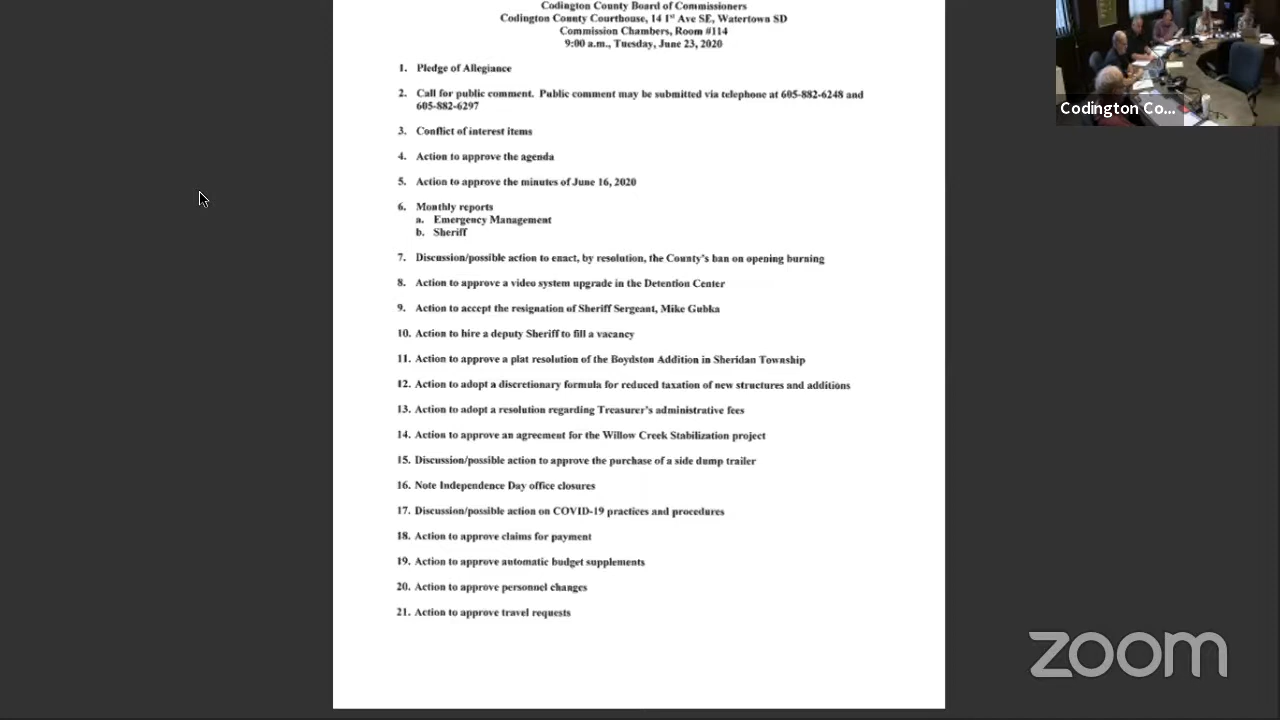 Codington County Board of Commissioners
Codington County Courthouse, 14 1st Ave SE, Watertown SD
Commission Chambers, Room #114
9:00 a.m., Tuesday, June 23, 2020
1. Pledge of Allegiance
2. Call for public comment. Public comment may be submitted via telephone at 605-882-6248 and
605-882-6297
3. Conflict of interest items
4. Action to approve the agenda
5. Action to approve the minutes of June 16, 2020
6. Monthly reports
a. Emergency Management
b. Sheriff
7. Discussion/possible action to enact, by resolution, the County's ban on opening burning
8. Action to approve a video system upgrade in the Detention Center
9. Action to accept the resignation of Sheriff Sergeant, Mike Gubka
10. Action to hire a deputy Sheriff to fill a vacancy
11. Action to approve a plat resolution of the Boydston Addition in Sheridan Township
12. Action to adopt a discretionary formula for reduced taxation of new structures and additions
13. Action to adopt a resolution regarding Treasurer's administrative fees
14. Action to approve an agreement for the Willow Creek Stabilization project
15. Discussion/possible action to approve the purchase of a side dump trailer
16. Note Independence Day office closures
17. Discussion/possible action on COVID-19 practices and procedures
18. Action to approve claims for payment
19. Action to approve automatic budget supplements
20. Action to approve personnel changes
21. Action to approve travel requests
Codington Co...
zoom